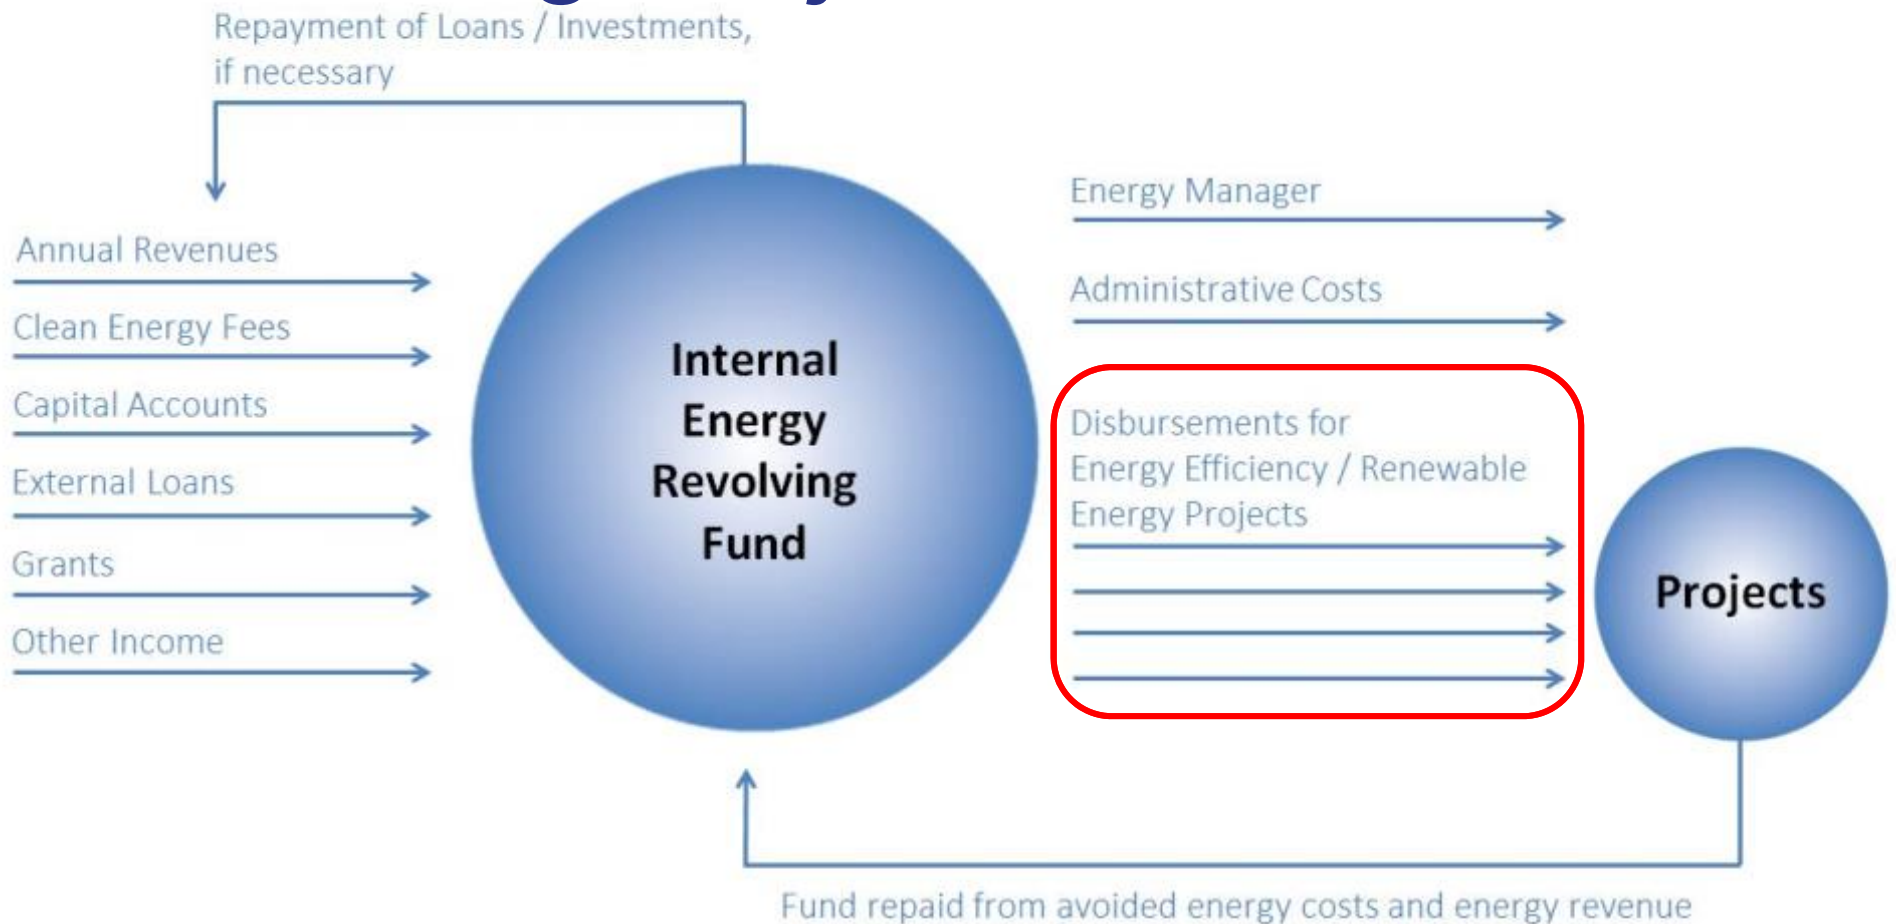 Repayment of Loans / Investments,
if necessary
Annual Revenues
Clean Energy Fees
Capital Accounts
External Loans
Grants
Other Income
Internal
Energy
Revolving
Fund
Energy Manager
Administrative Costs
Disbursements for
Energy Efficiency / Renewable
Energy Projects
Projects
Fund repaid from avoided energy costs and energy revenue